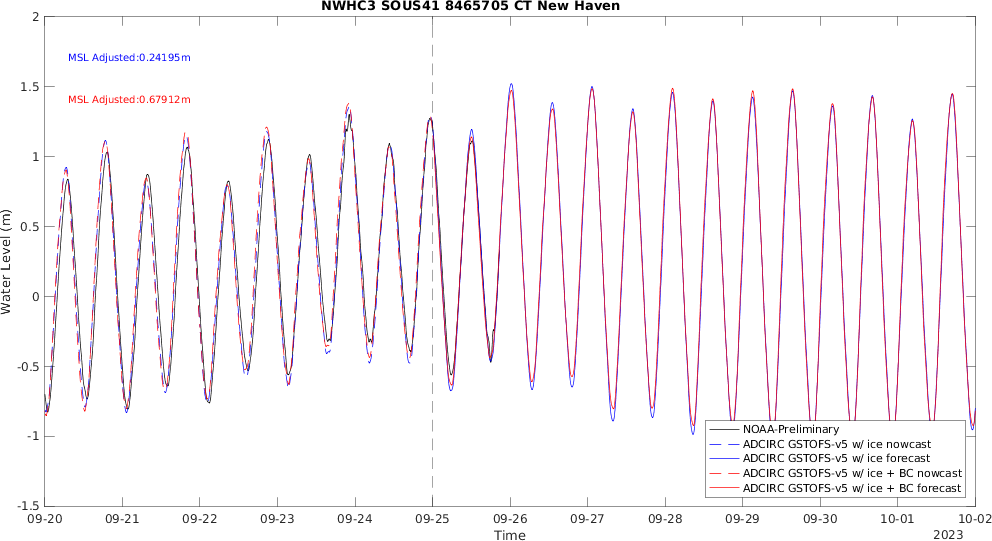 NWHC3 SOUS41 8465705 CT New Haven
2
MSL Adjusted:0.24195m
1.5
MSL Adjusted:0.67912m
1
0.5
Water Level (m)
0
-0.5
-1
NOAA-Preliminary
ADCIRC GSTOFS-v5 w/ ice nowcast
ADCIRC GSTOFS-v5 w/ ice forecast
ADCIRC GSTOFS-v5 w/ ice + BC nowcast
ADCIRC GSTOFS-v5 w/ ice + BC forecast
-1.5
09-20 09-21 09-22 09-23 09-24 09-25 09-26 09-27 09-28 09-29 09-30 10-01 10-02
Time
2023